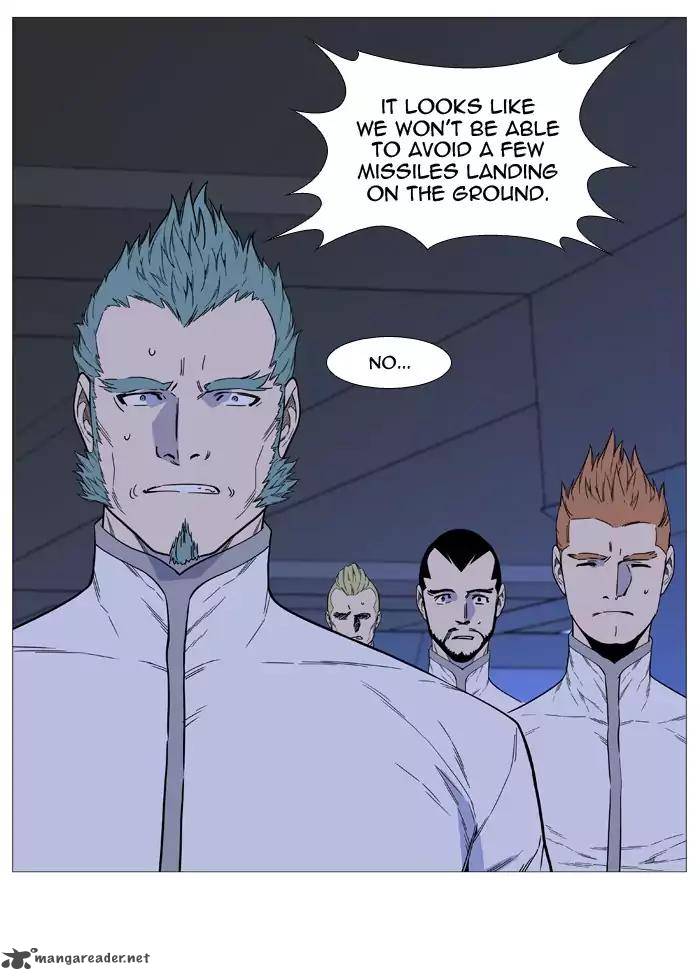 IT LOOKS LIKE
WE WON'T BE ABLE
TO AVOID A FEW
MISSILES LANDING
ON THE GROUND.
NO...
mangareader.net